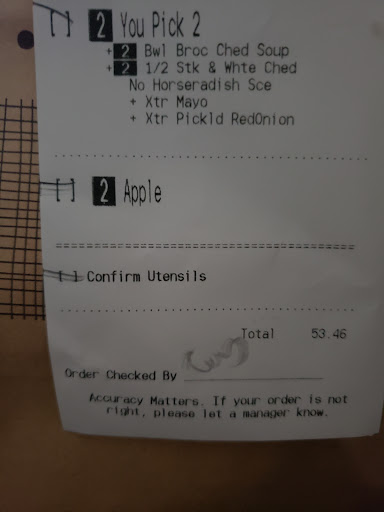 [ ] 2 You Pick 2
+ 2 Bwl Broc Ched Soup
+ 2 1/2 Stk & Whte Ched
No Horseradish Sce
+ Xtr Mayo
+ Xtr Pickld RedOnion
[ ] 2 Apple
[ ] Confirm Utensils
Total 53.46
Order Checked By
Accuracy Matters. If your order is not
right, please let a manager know.